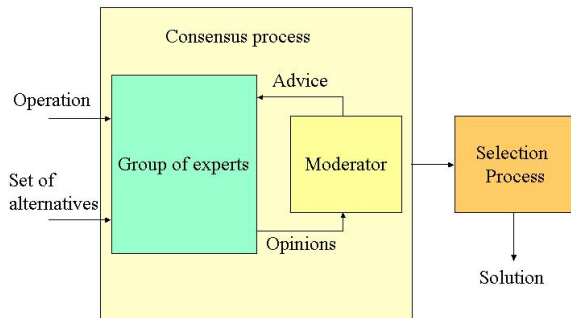 Consensus process
Advice
Operation
Group of experts
Moderator
Selection
Process
Set of
alternatives
Opinions
Solution